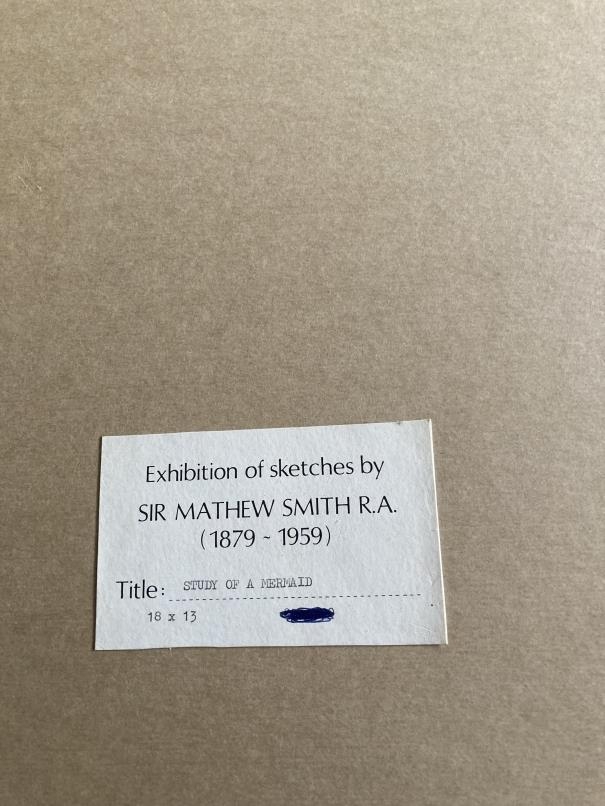 Exhibition of sketches by
SIR MATHEW SMITH R.A.
(1879 ~ 1959)
Title: STUDY OF A MERMAID
18 x 13